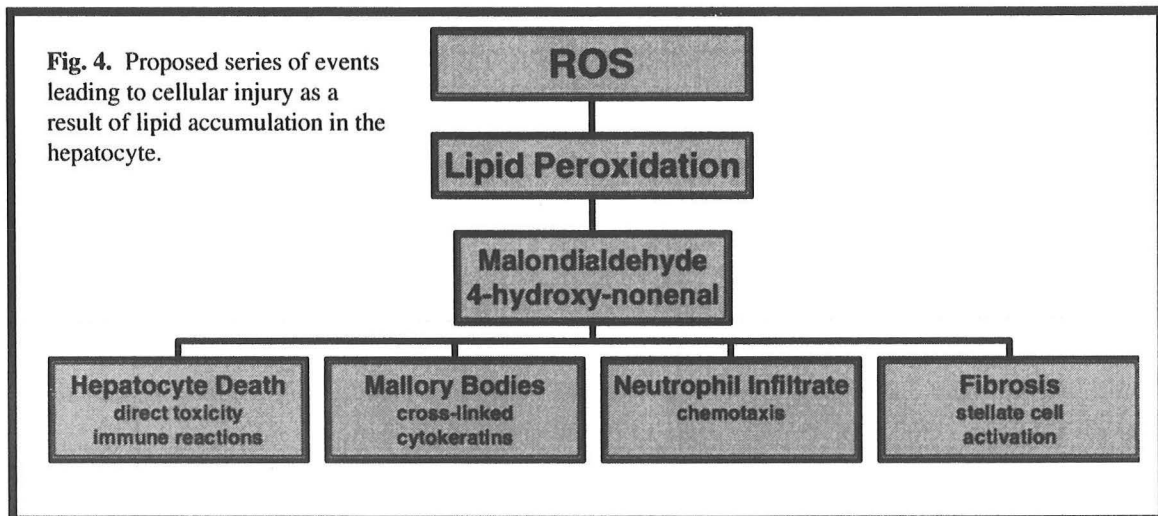 Fig. 4. Proposed series of events
leading to cellular injury as a
result of lipid accumulation in the
hepatocyte.
ROS
Lipid Peroxidation
Malondialdehyde
4-hydroxy-nonenal
Hepatocyte Death
direct toxicity
immune reactions
Mallory Bodies
cross-linked
cytokeratins
Neutrophil Infiltrate
chemotaxis
Fibrosis
stellate cell
activation